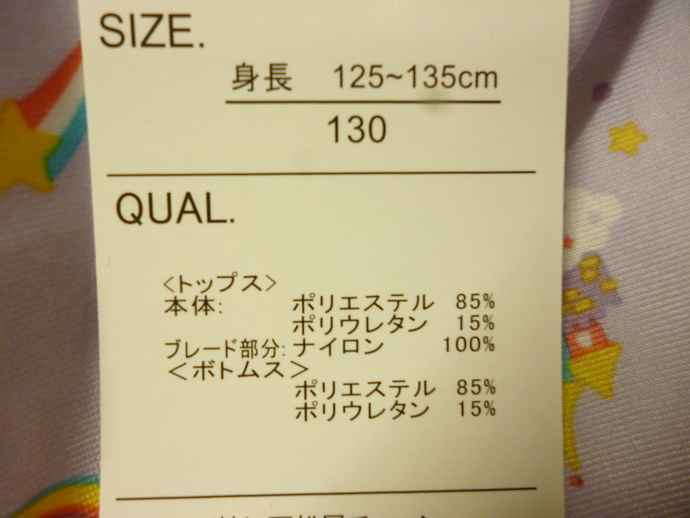 SIZE.
身長 125~135cm
130
QUAL.
<トップス>
本体: ポリエステル 85%
ポリウレタン 15%
ブレード部分: ナイロン 100%
<ボトムス>
ポリエステル 85%
ポリウレタン 15%